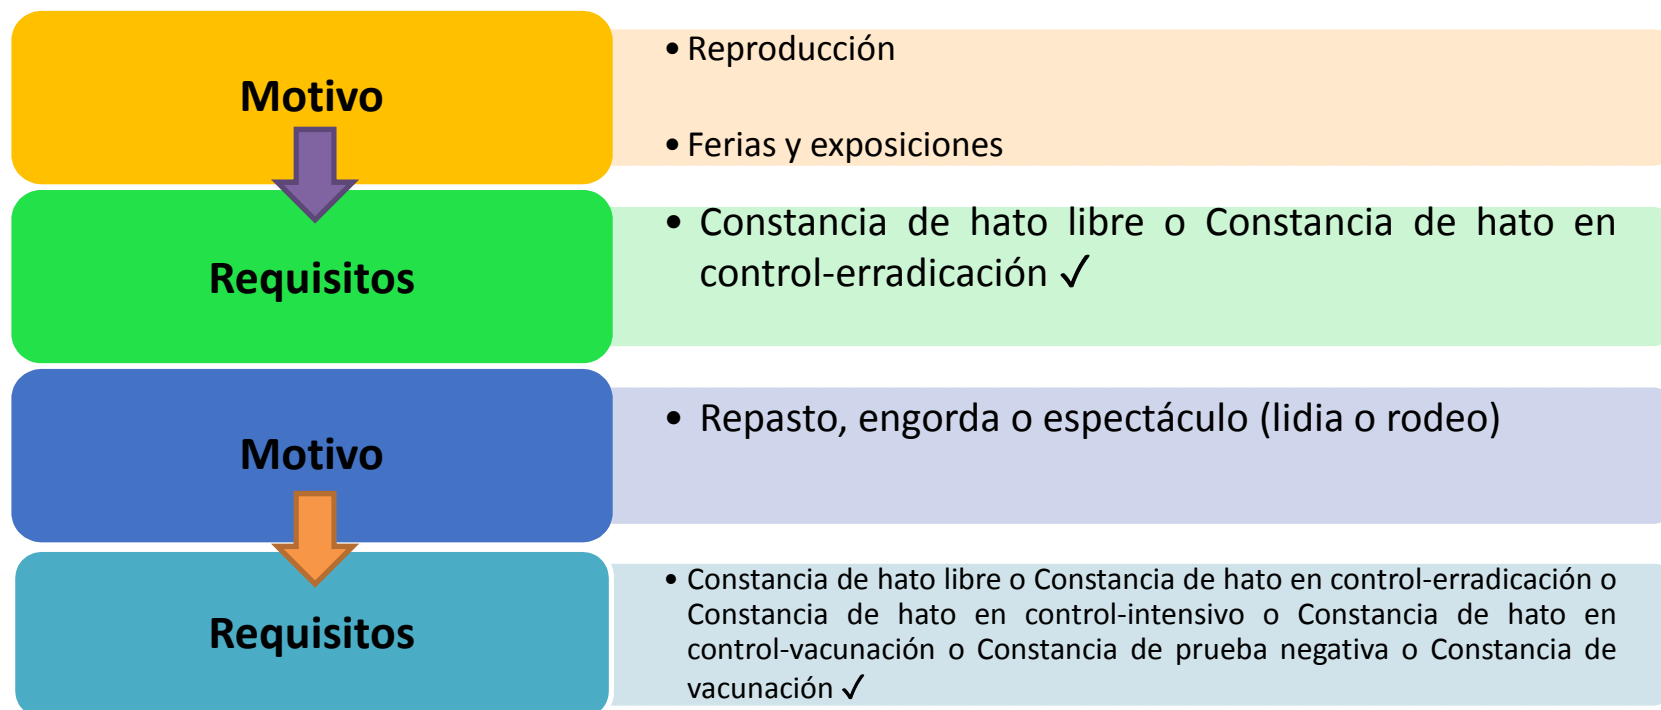 Motivo
• Reproducción
• Ferias y exposiciones
Requisitos
• Constancia de hato libre o Constancia de hato en
control-erradicación ✓
Motivo
• Repasto, engorda o espectáculo (lidia o rodeo)
Requisitos
• Constancia de hato libre o Constancia de hato en control-erradicación o
Constancia de hato en control-intensivo o Constancia de hato en
control-vacunación o Constancia de prueba negativa o Constancia de
vacunación ✓